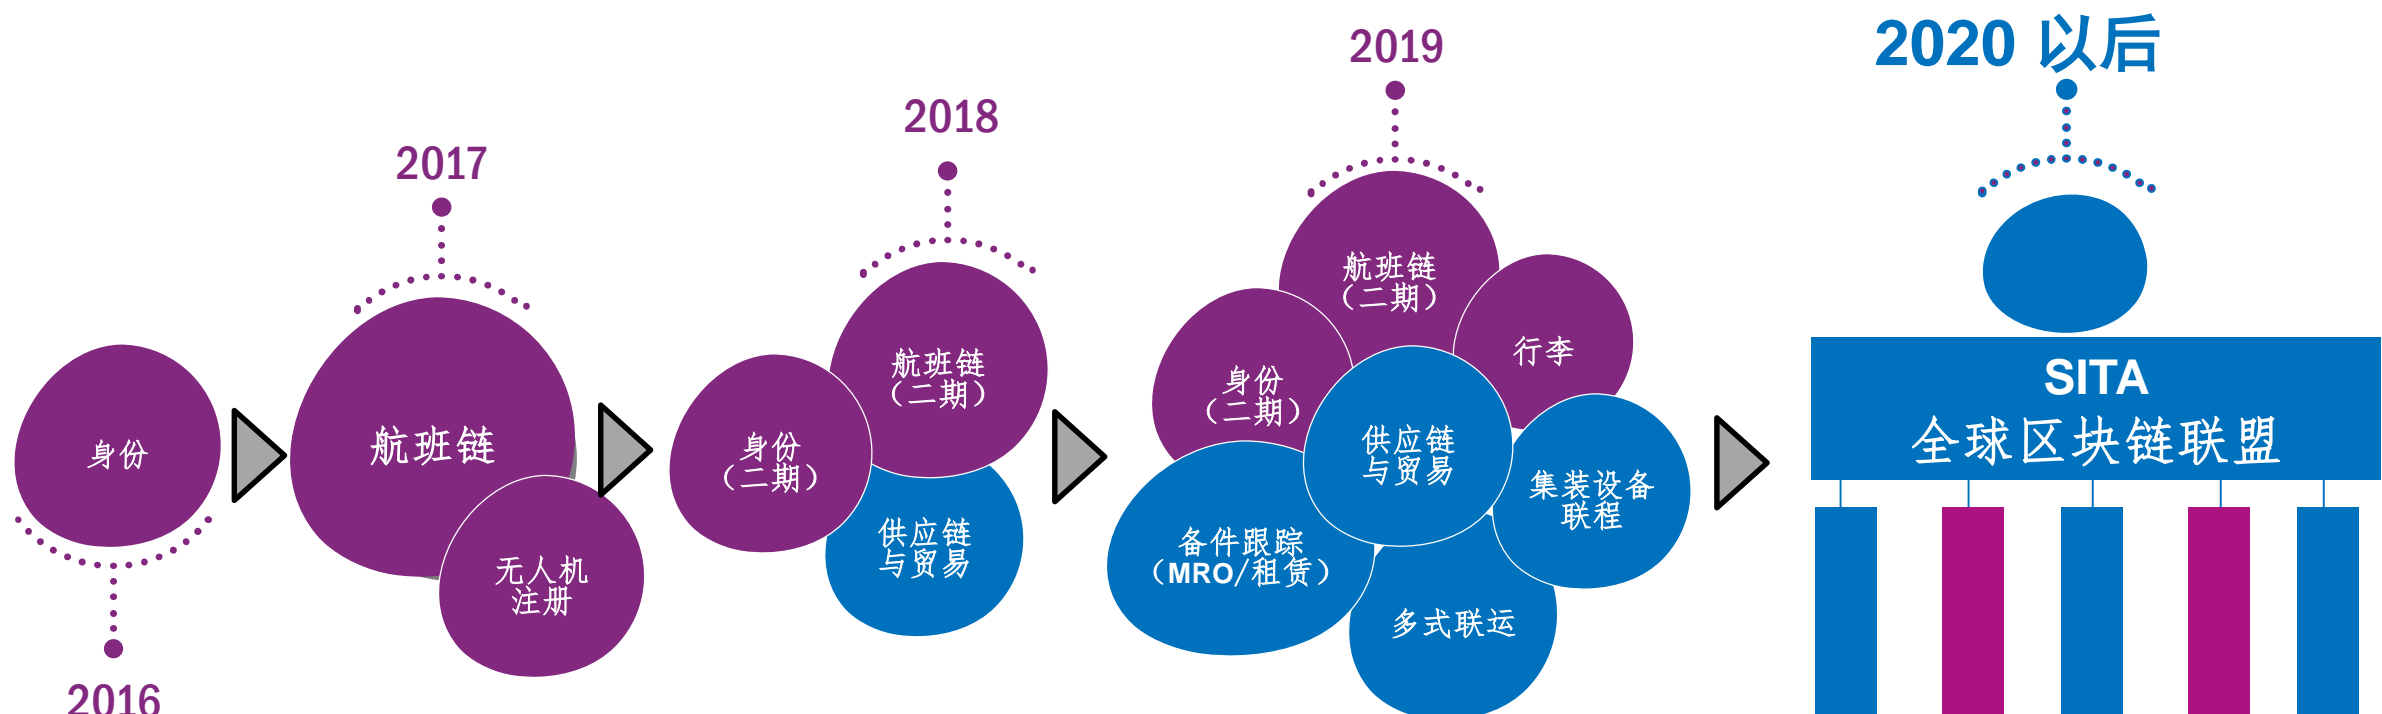 2016
身份
2017
航班链
无人机
注册
2018
航班链
（二期）
身份
（二期）
供应链
与贸易
2019
航班链
（二期）
行李
身份
（二期）
供应链
与贸易
集装设备
联程
备件跟踪
（MRO/租赁）
多式联运
2020 以后
SITA
全球区块链联盟